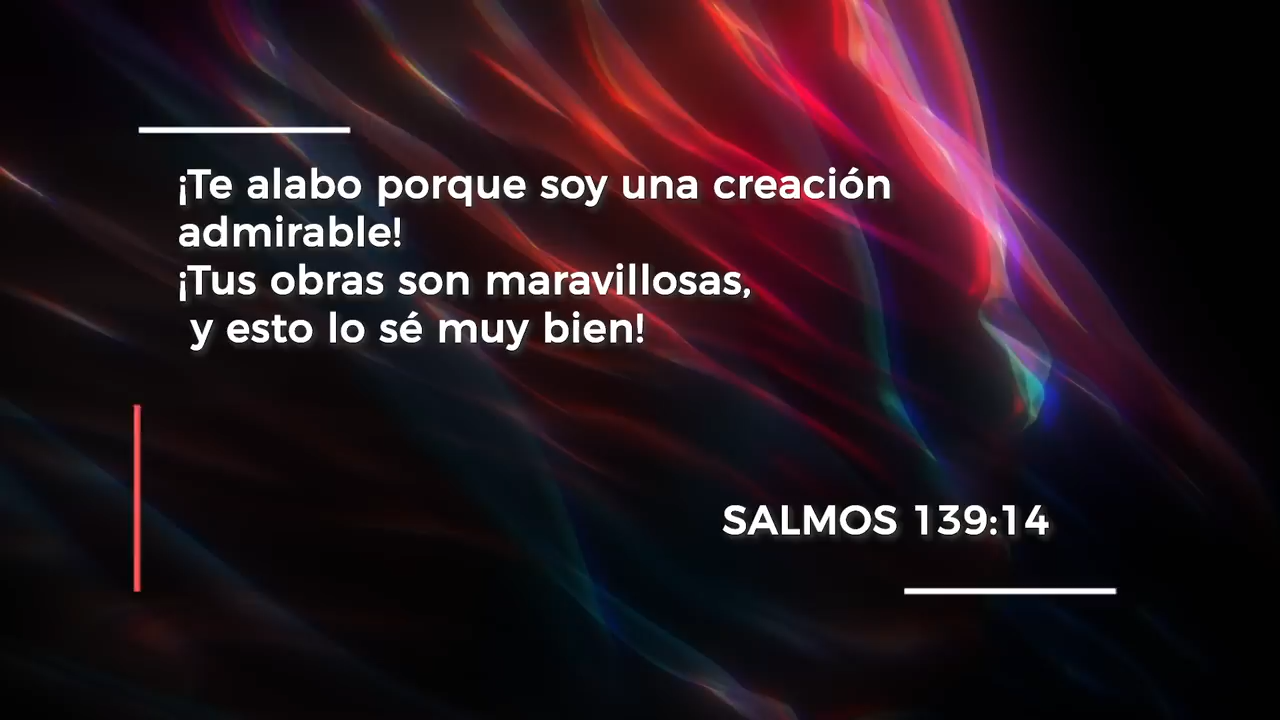 ¡Te alabo porque soy una creación
admirable!
¡Tus obras son maravillosas,
y esto lo sé muy bien!
SALMOS 139:14